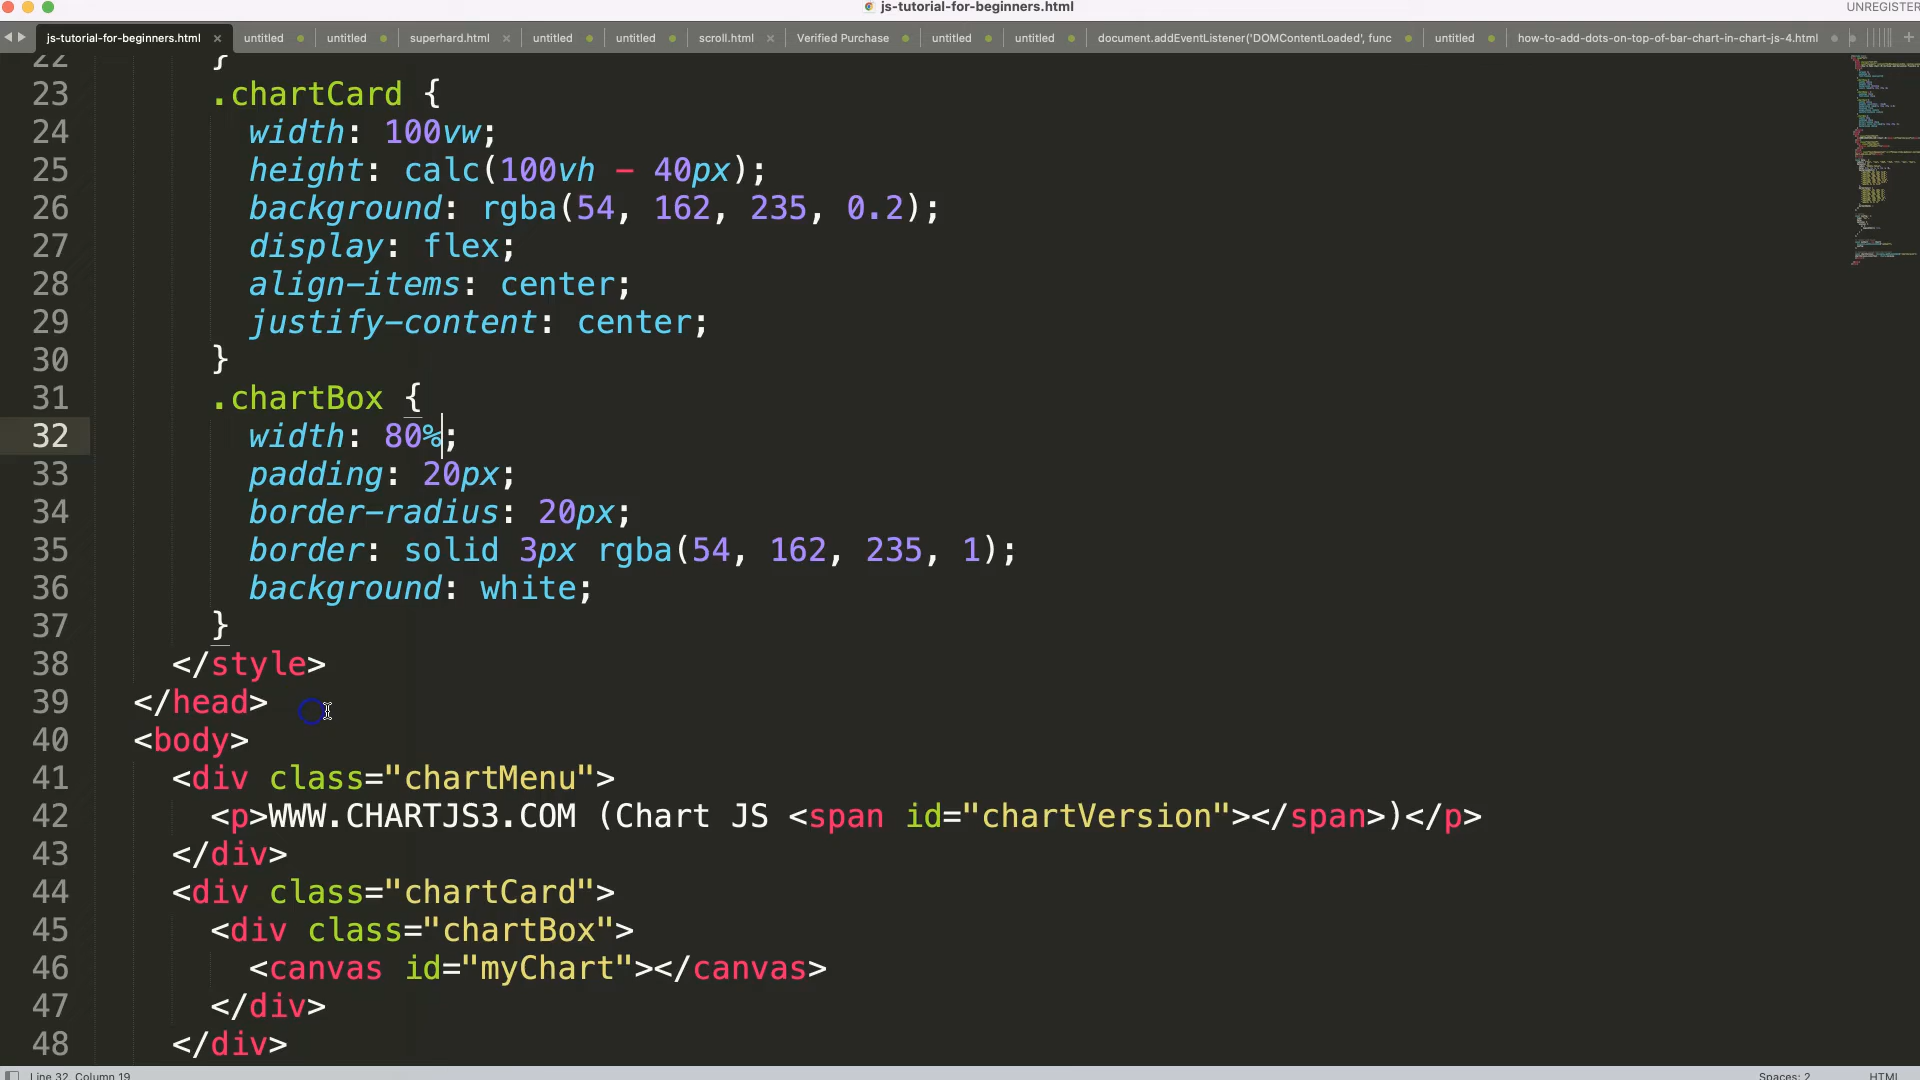 js-tutorial-for-beginners.html
UNREGISTER
js-tutorial-for-beginners.html × untitled untitled superhard.html × untitled untitled scroll.html × Verified Purchase untitled untitled document.addEventListener('DOMContentLoaded', func untitled how-to-add-dots-on-top-of-bar-chart-in-chart-js-4.html +
22 }
23 .chartCard {
24 width: 100vw;
25 height: calc(100vh - 40px);
26 background: rgba(54, 162, 235, 0.2);
27 display: flex;
28 align-items: center;
29 justify-content: center;
30 }
31 .chartBox {
32 width: 80%;
33 padding: 20px;
34 border-radius: 20px;
35 border: solid 3px rgba(54, 162, 235, 1);
36 background: white;
37 }
38 </style>
39 </head>
40 <body>
41 <div class="chartMenu">
42 <p>WWW.CHARTJS3.COM (Chart JS <span id="chartVersion"></span>)</p>
43 </div>
44 <div class="chartCard">
45 <div class="chartBox">
46 <canvas id="myChart"></canvas>
47 </div>
48 </div>
Line 32, Column 19
Spaces: 2
HTML